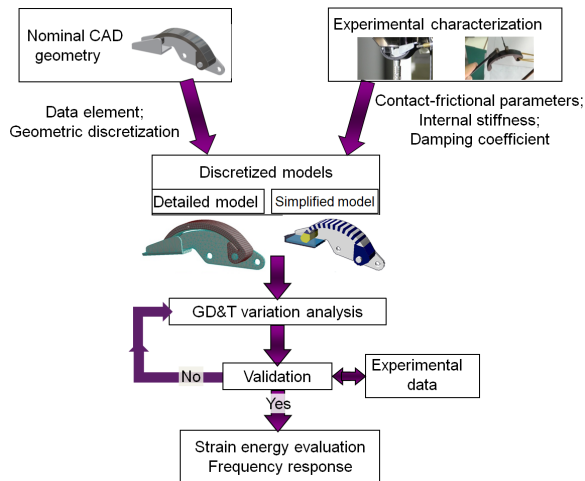 Nominal CAD
geometry
Experimental characterization
Data element;
Geometric discretization
Contact-frictional parameters;
Internal stiffness;
Damping coefficient
Discretized models
Detailed model
Simplified model
GD&T variation analysis
No
Validation
Experimental
data
Yes
Strain energy evaluation
Frequency response